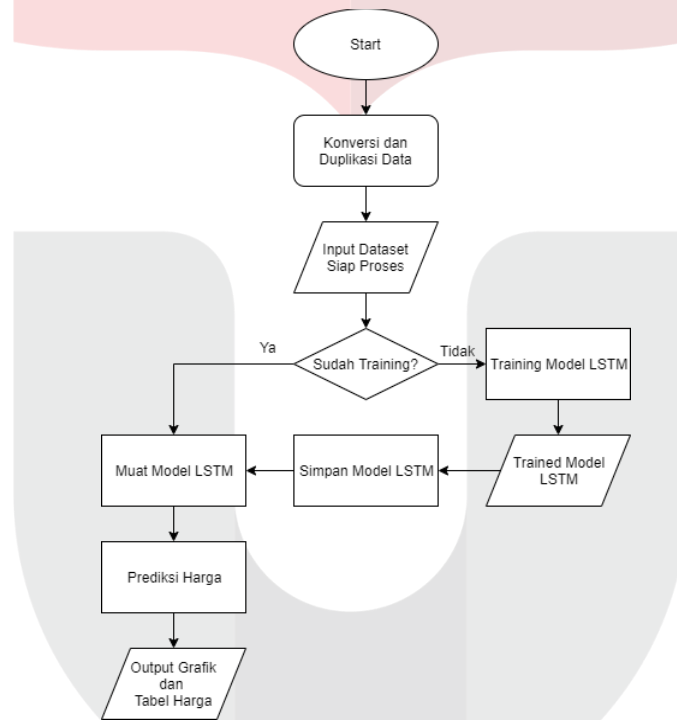 Start
Konversi dan
Duplikasi Data
Input Dataset
Siap Proses
Ya
Sudah Training?
Tidak
Training Model LSTM
Muat Model LSTM
Simpan Model LSTM
Trained Model
LSTM
Prediksi Harga
Output Grafik
dan
Tabel Harga